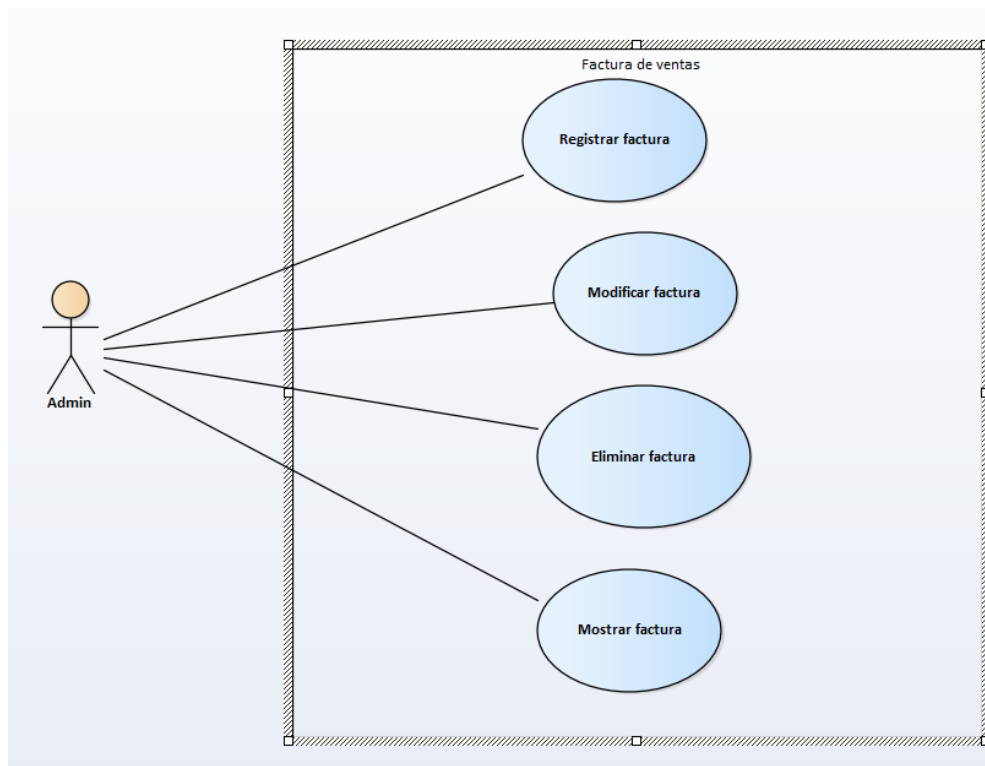 Factura de ventas
Registrar factura
Modificar factura
Admin
Eliminar factura
Mostrar factura